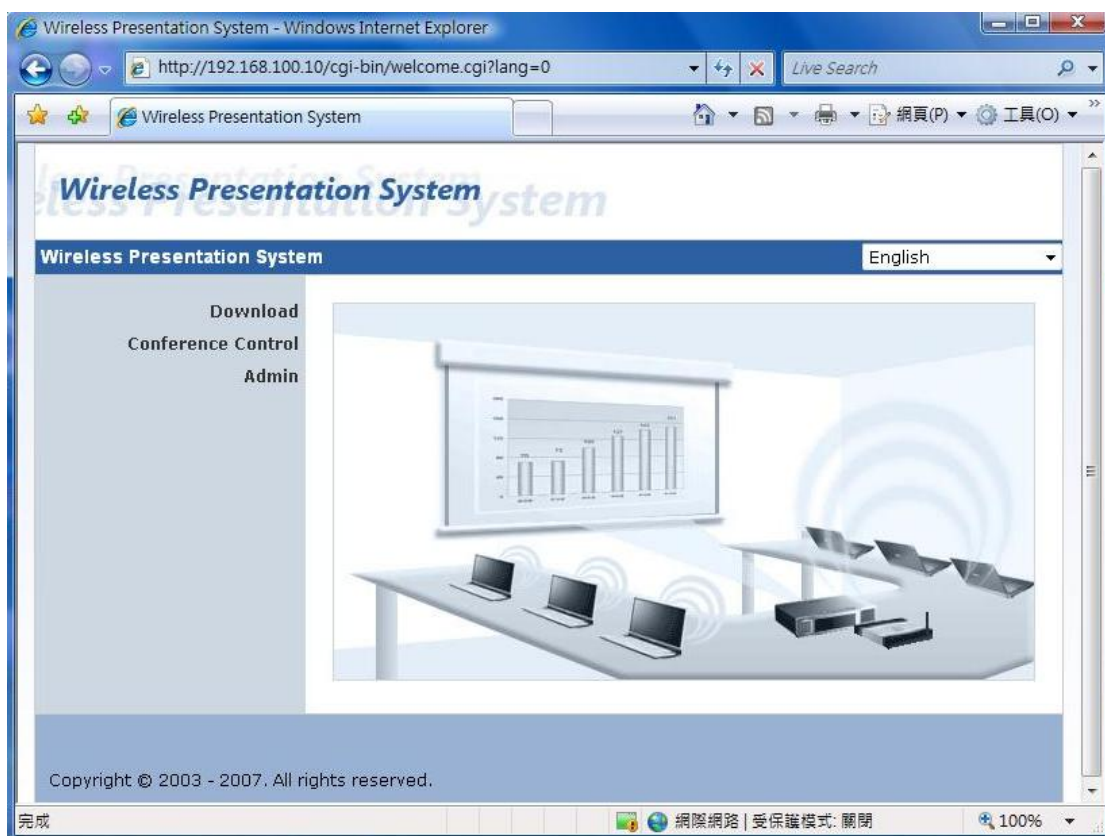 Wireless Presentation System - Windows Internet Explorer
http://192.168.100.10/cgi-bin/welcome.cgi?lang=0
Live Search
Wireless Presentation System
網頁(P)
工具(O)
Wireless Presentation System
Wireless Presentation System
English
Download
Conference Control
Admin
Copyright © 2003 - 2007. All rights reserved.
完成
網際網路 | 受保護模式: 關閉
100%